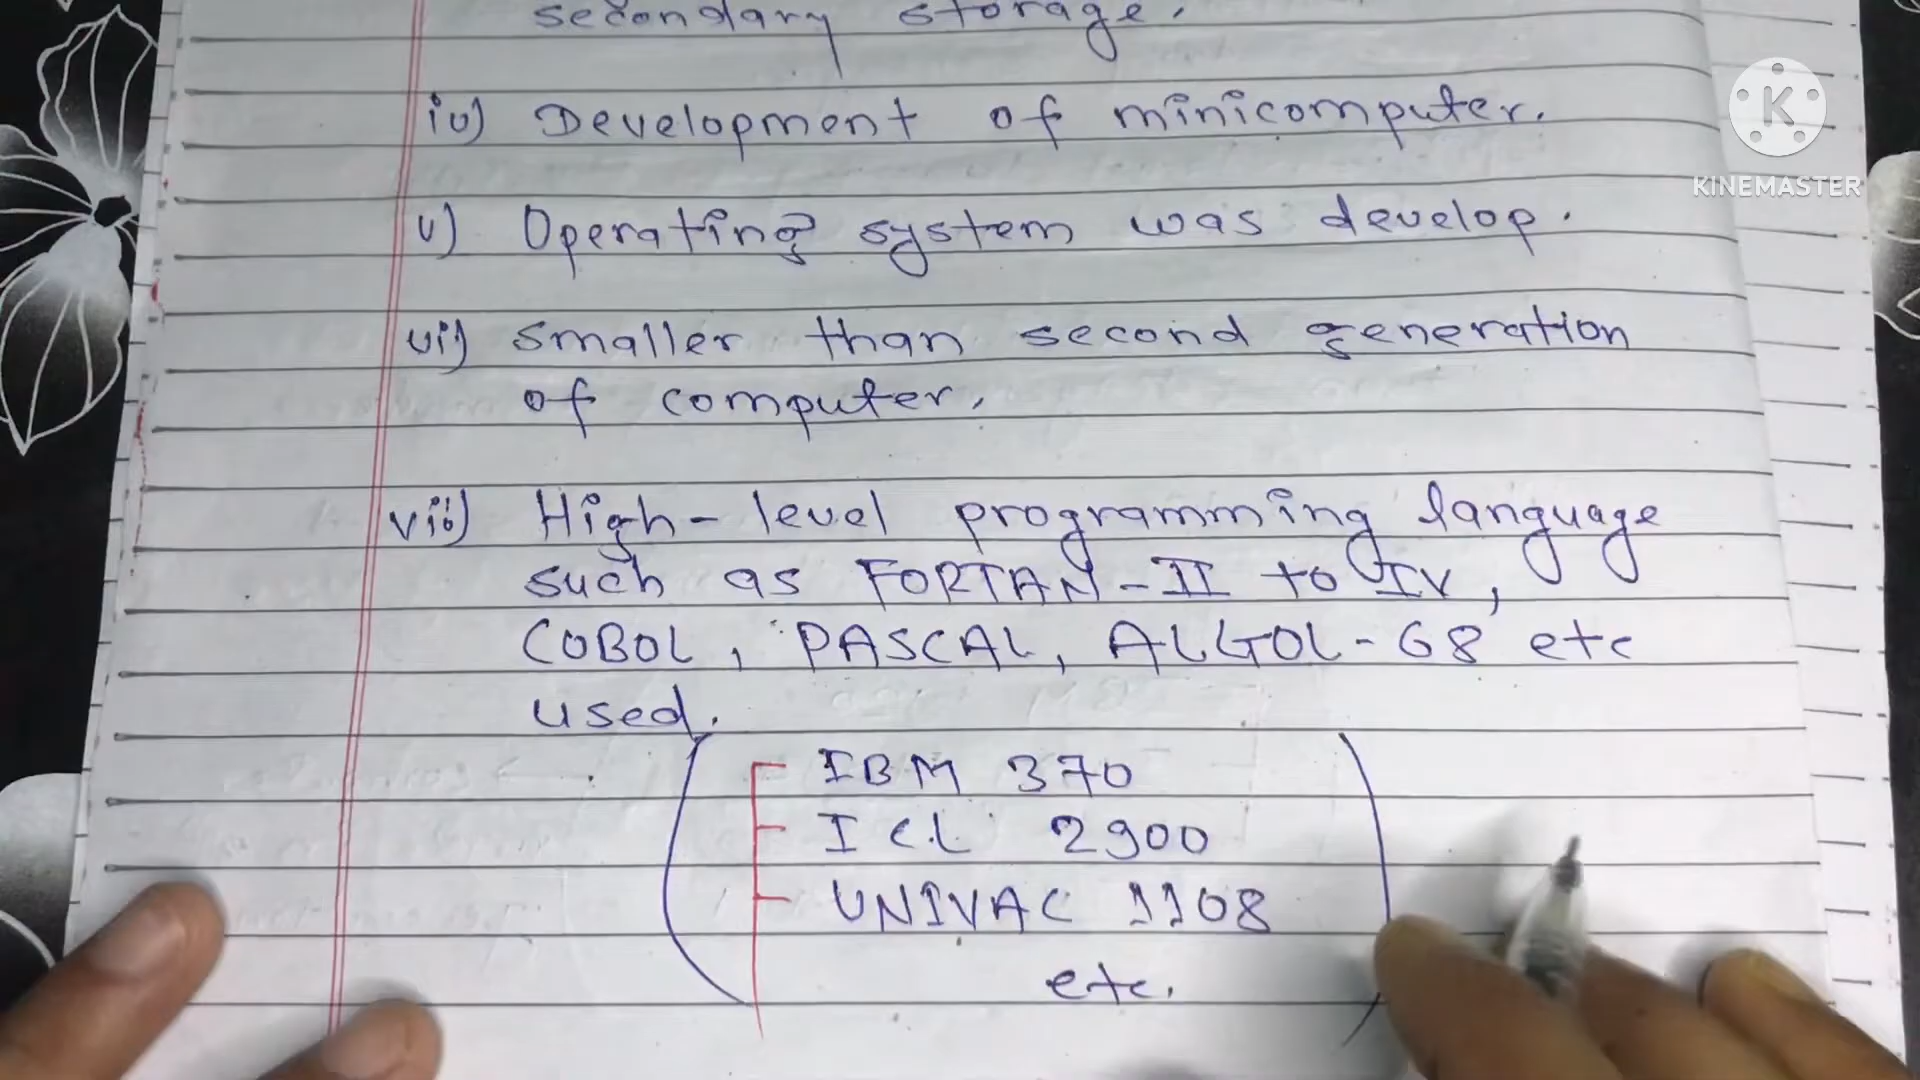 secondary storage.
iv) Development of minicomputer.
v) Operating system was develop.
vi) smaller than second generation
of computer.
vii) High-level programming language
such as FORTAN-II to IV,
COBOL, PASCAL, ALGOL-68 etc
used.
IBM 370
ICL 2900
UNIVAC 1108
etc.
K
KINEMASTER